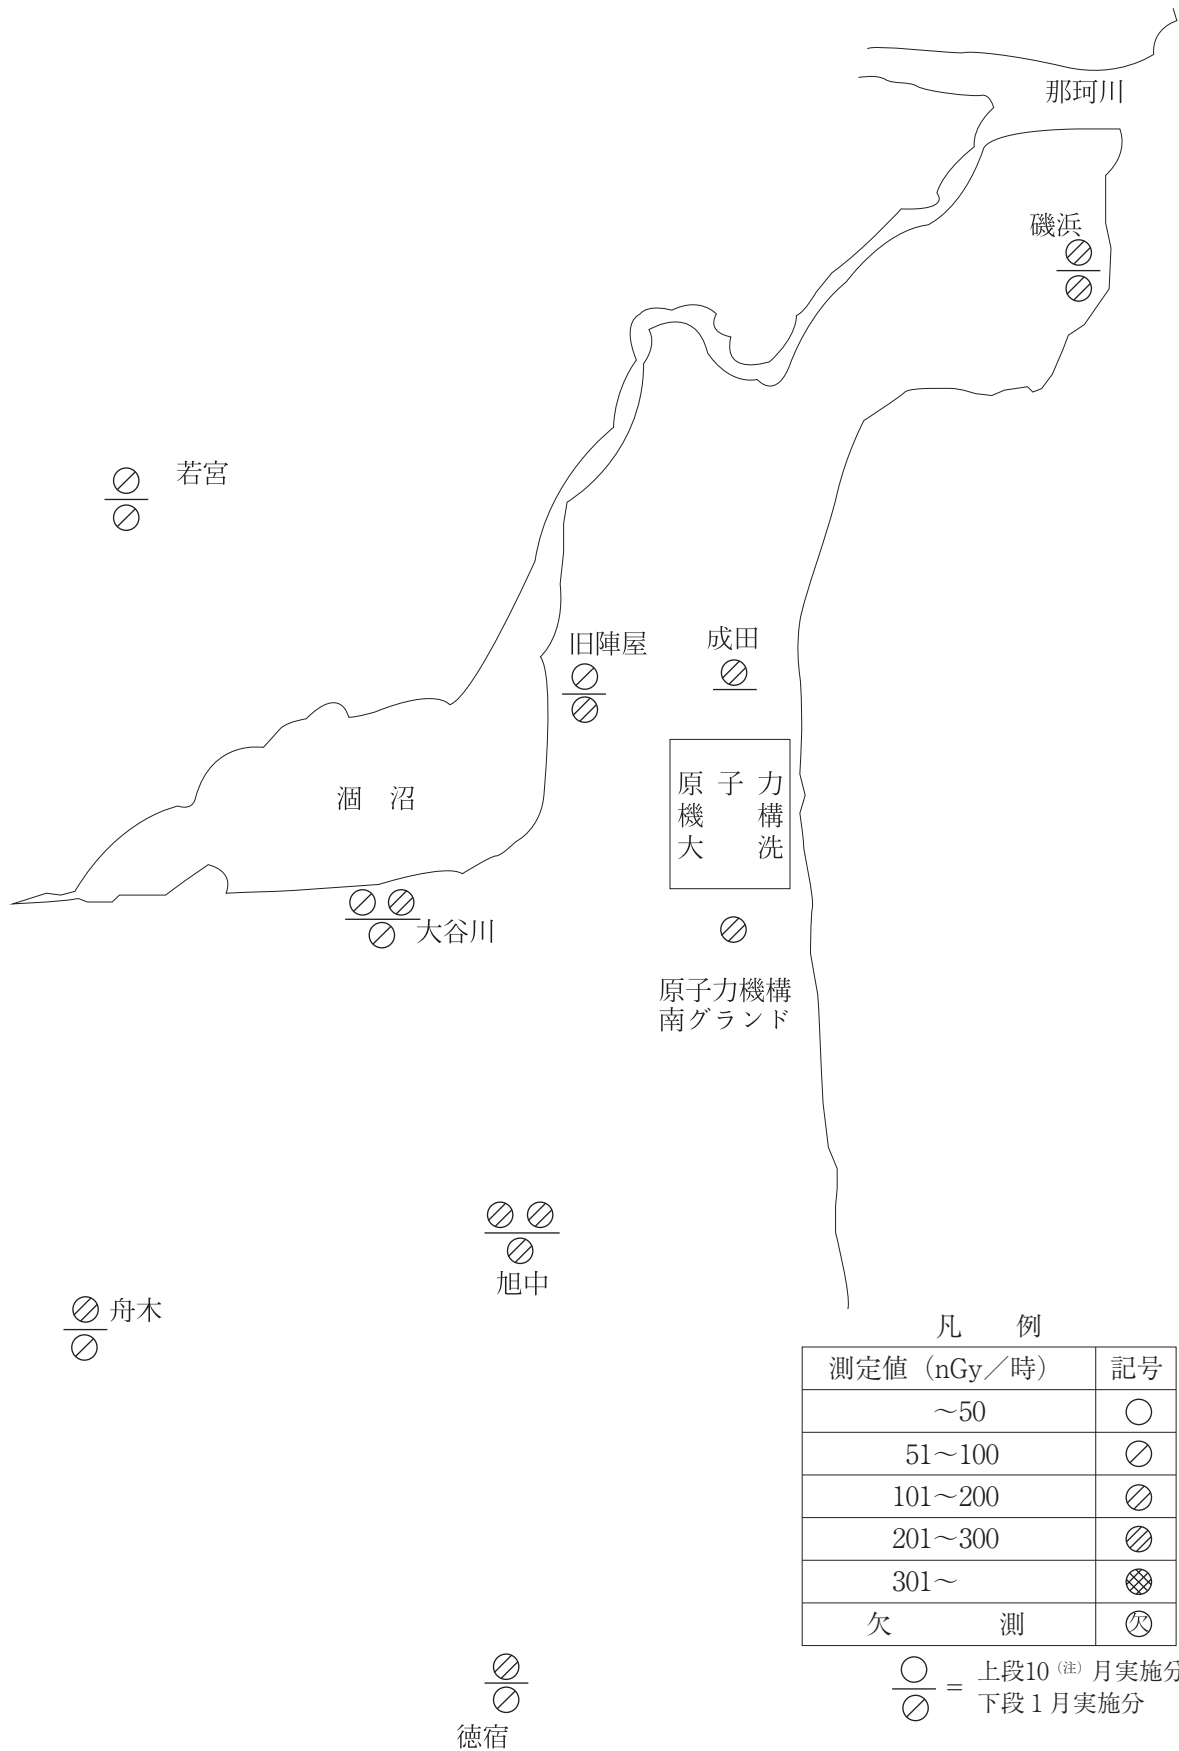 那珂川
磯浜
若宮
旧陣屋
成田
原子力
機構
大洗
涸沼
大谷川
原子力機構
南グランド
旭中
舟木
凡例
測定値（nGy／時） 記号
～50
51～100
101～200
201～300
301～
欠測 欠
= 上段10（注）月実施分
下段1月実施分
徳宿